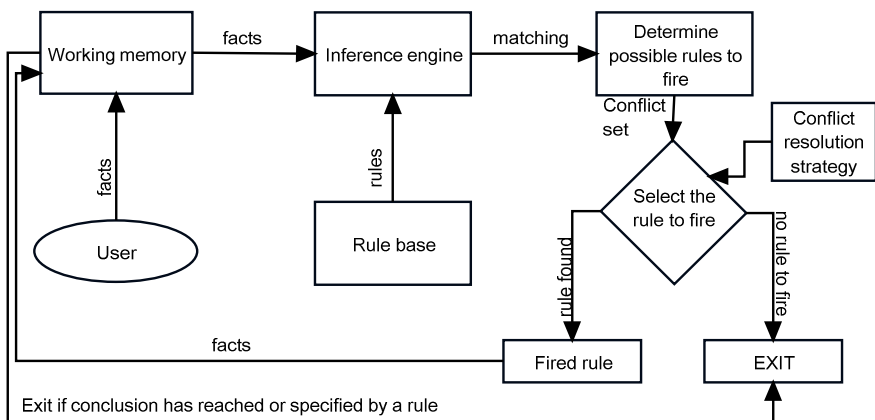 Working memory
facts
Inference engine
matching
Determine
possible rules to
fire
Conflict
set
Conflict
resolution
strategy
facts
rules
Select the
rule to fire
User
Rule base
rule found
no rule to fire
facts
Fired rule
EXIT
Exit if conclusion has reached or specified by a rule